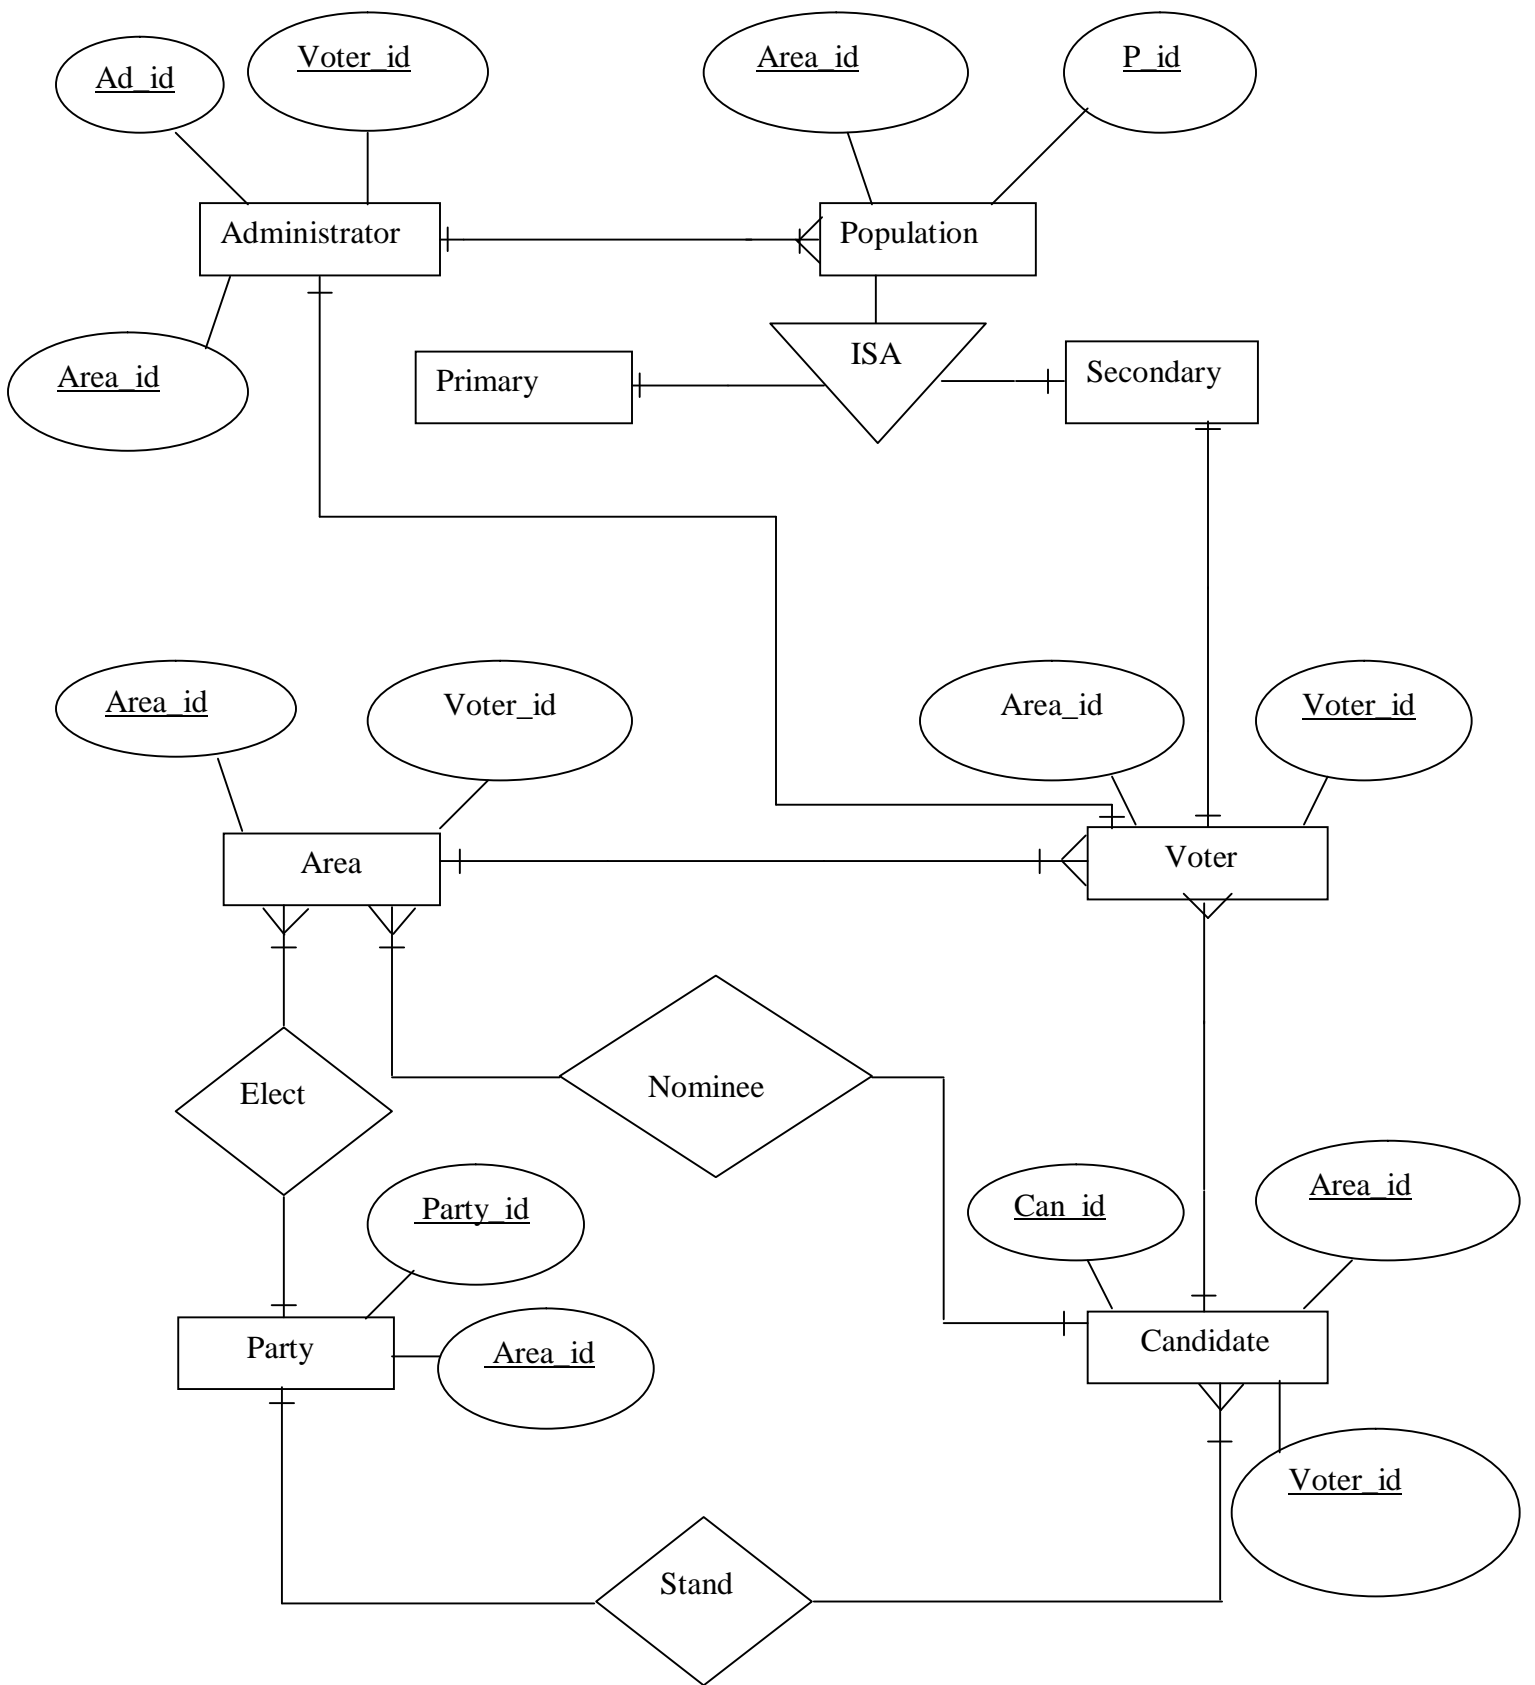 Ad_id
Voter_id
Area_id
P_id
Administrator
Population
Area_id
Primary
ISA
Secondary
Area_id
Voter_id
Area_id
Voter_id
Area
Voter
Elect
Nominee
Party_id
Can_id
Area_id
Party
Area_id
Candidate
Voter_id
Stand